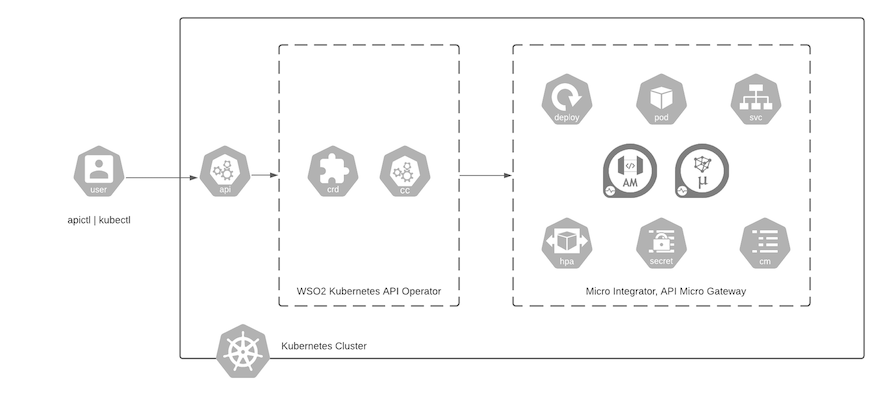 deploy
pod
svc
user
api
crd
cc
</>
AM
μ
apictl | kubectl
hpa
secret
cm
WSO2 Kubernetes API Operator
Micro Integrator, API Micro Gateway
Kubernetes Cluster